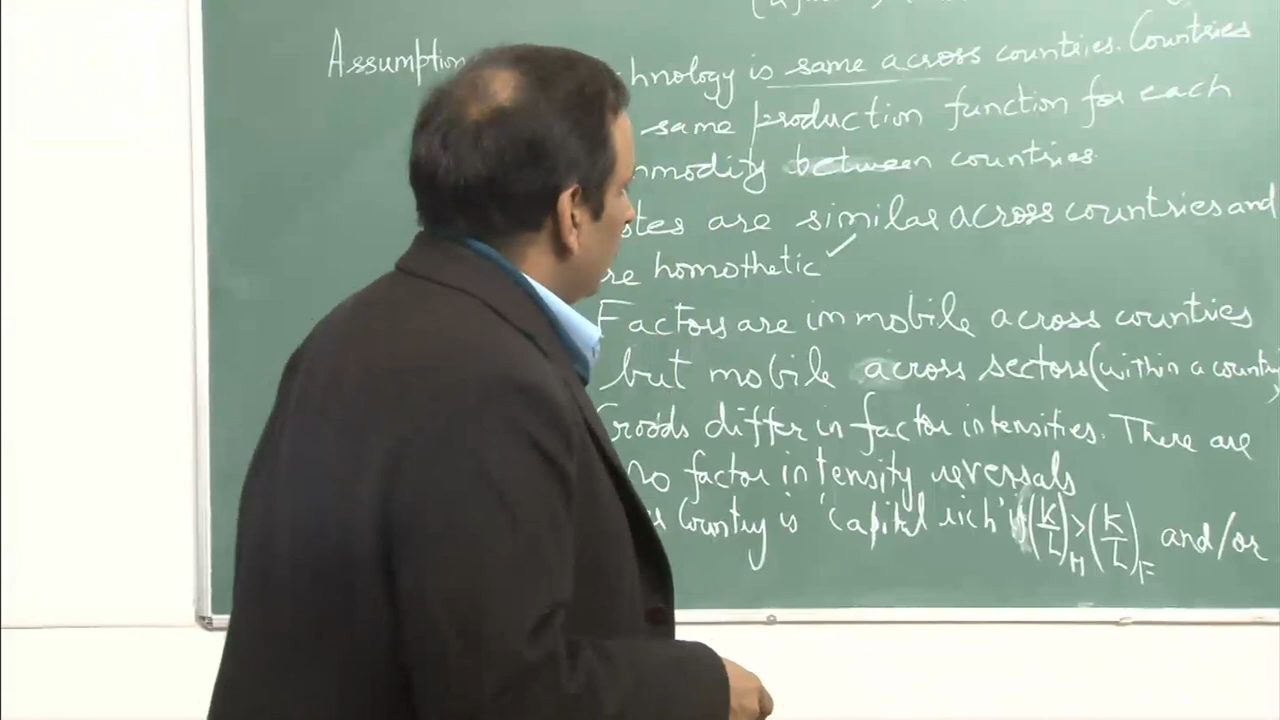 Assumption hnology is same across countries. Countries
same production function for each
mmodity between countries.
stes are similar across countries and
re homothetic ✓
Factors are immobile across countries
but mobile across sectors (within a country)
Goods differ in factor intensities. There are
no factor intensity reversals
Country is 'capital rich' if (K/L)H > (K/L)F and/or